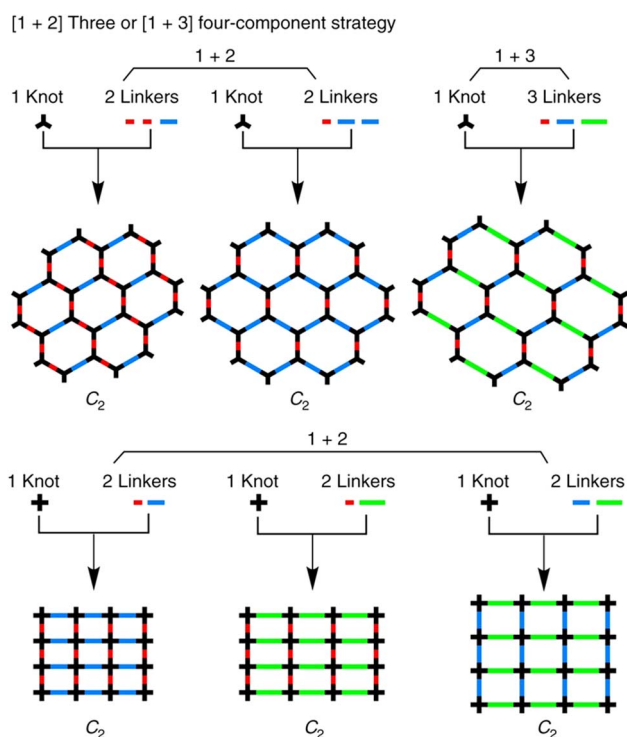 [1 + 2] Three or [1 + 3] four-component strategy
1 + 2 1 + 3
1 Knot 2 Linkers 1 Knot 2 Linkers 1 Knot 3 Linkers
C2 C2 C2
1 + 2
1 Knot 2 Linkers 1 Knot 2 Linkers 1 Knot 2 Linkers
C2 C2 C2